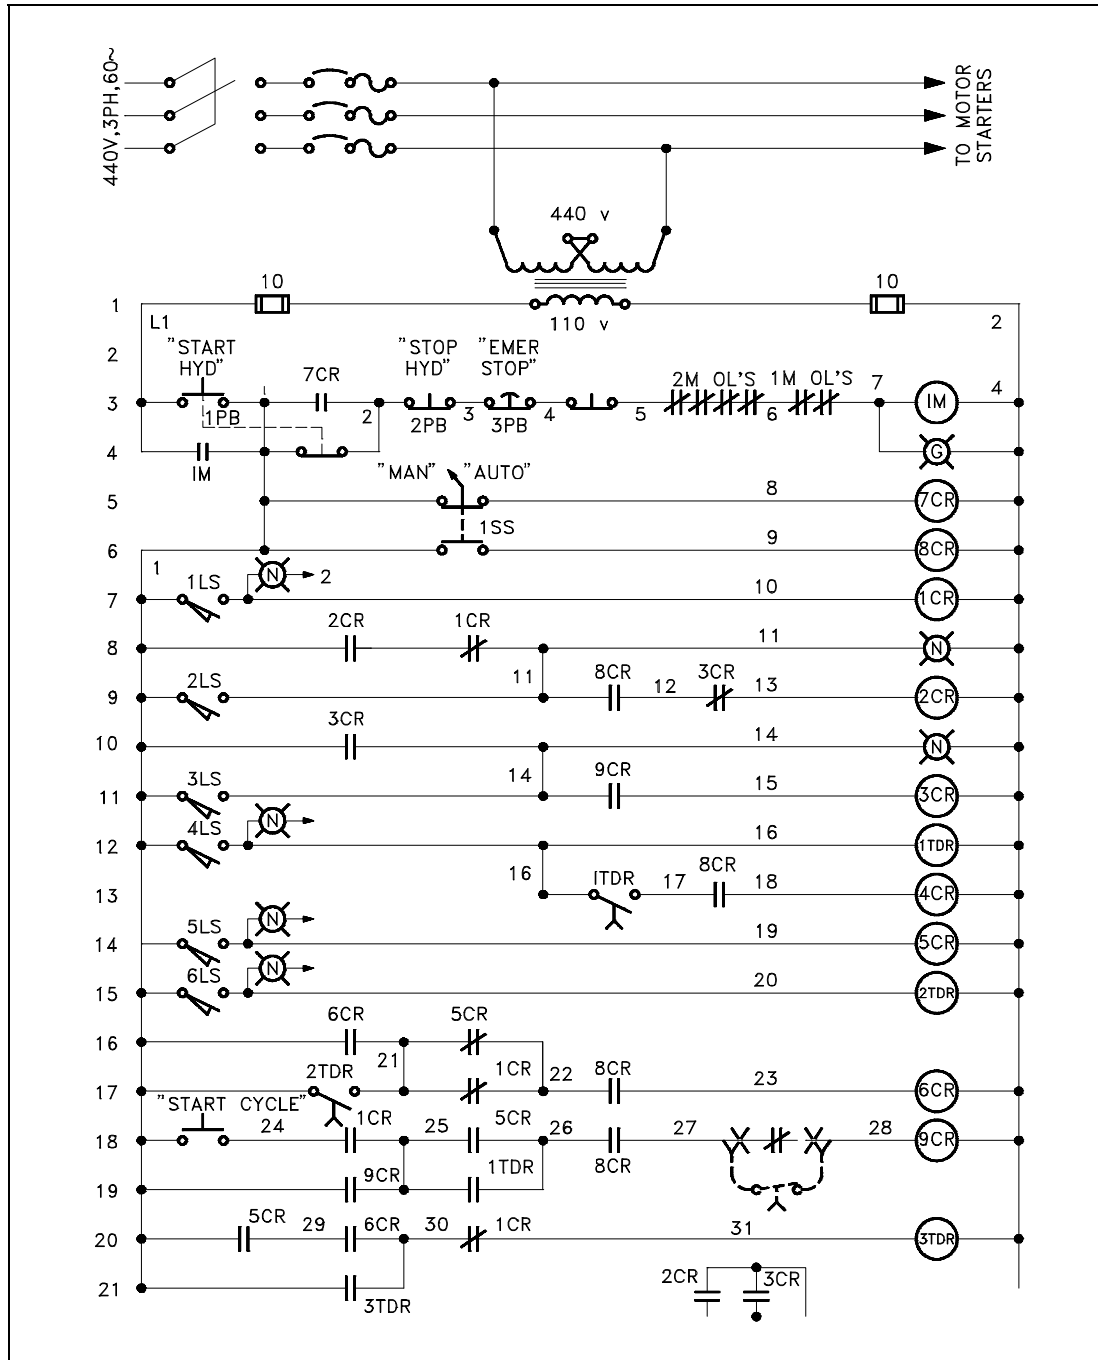 440V,3PH,60~
TO MOTOR
STARTERS
440 v
10
10
1
L1
110 v
2
2
"START
HYD"
"STOP
HYD"
"EMER
STOP"
7CR
2M OL'S
1M OL'S
7
4
3
1PB
2
2PB
3
3PB
4
5
6
IM
4
IM
G
"MAN"
"AUTO"
5
8
7CR
1SS
6
9
8CR
1
N
2
1LS
7
10
1CR
2CR
1CR
8
11
N
2LS
11
8CR
12
3CR
13
9
2CR
3CR
10
14
N
3LS
14
9CR
15
11
3CR
4LS
N
12
16
1TDR
16
ITDR
17
8CR
18
13
4CR
N
5LS
14
19
5CR
N
6LS
15
20
2TDR
6CR
5CR
16
21
2TDR
1CR
22
8CR
23
17
6CR
"START CYCLE"
24
1CR
25
5CR
26
27
28
18
8CR
9CR
9CR
1TDR
19
5CR
29
6CR
30
1CR
31
20
3TDR
21
3TDR
2CR
3CR